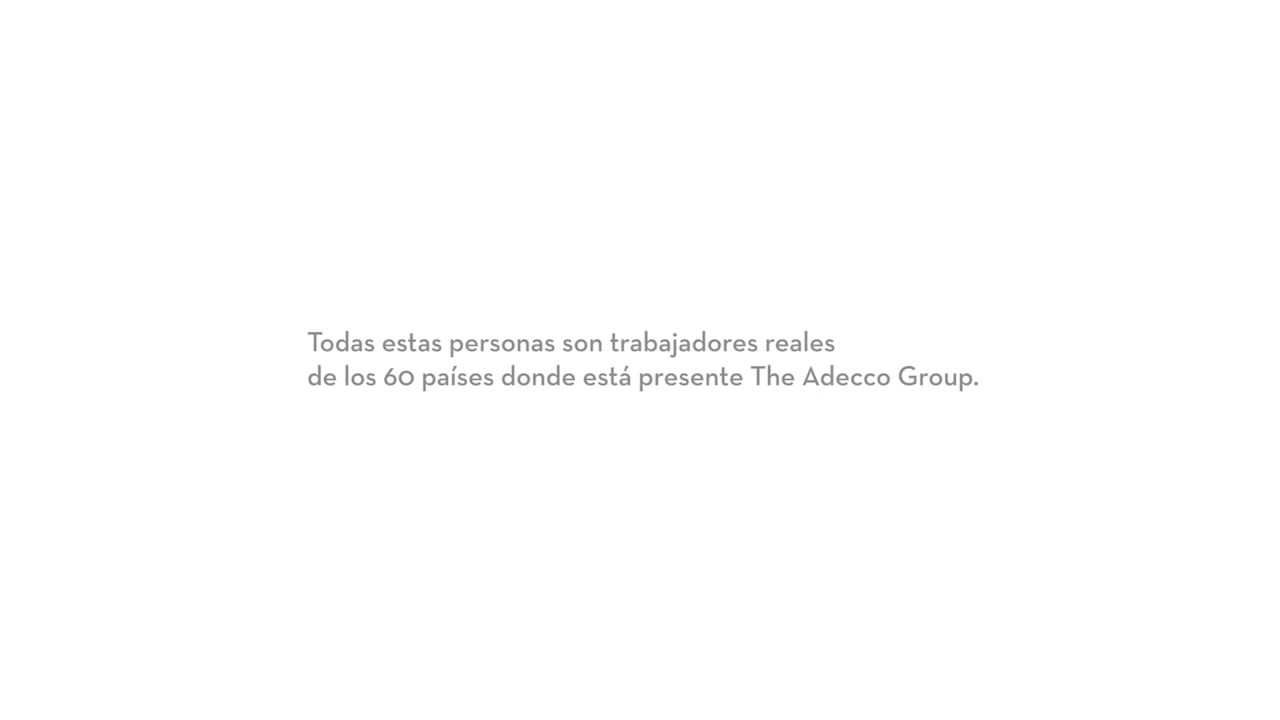 Todas estas personas son trabajadores reales
de los 60 países donde está presente The Adecco Group.